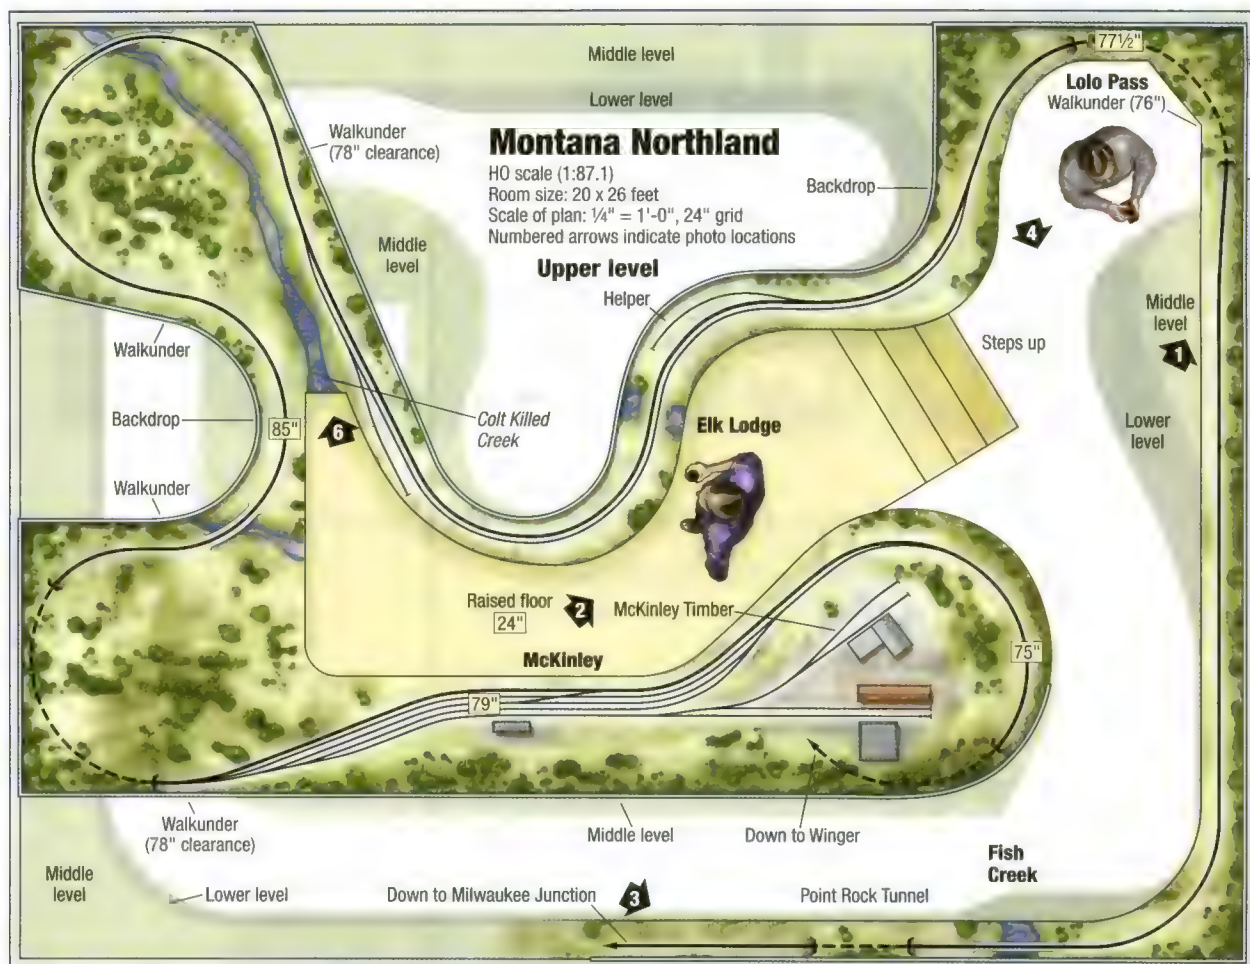 Middle level
Lower level
77½"
Lolo Pass
Walkunder (76")
Walkunder
(78" clearance)
Montana Northland
HO scale (1:87.1)
Room size: 20 x 26 feet
Scale of plan: ¼" = 1'-0", 24" grid
Numbered arrows indicate photo locations
Upper level
Backdrop
4
Middle
level
Helper
Middle
level
1
Steps up
Walkunder
Backdrop
85"
6
Colt Killed
Creek
Elk Lodge
Lower
level
Walkunder
Raised floor
24"
2
McKinley Timber
McKinley
75"
79"
Walkunder
(78" clearance)
Middle level
Down to Winger
Fish
Creek
Middle
level
Lower level
Down to Milwaukee Junction
3
Point Rock Tunnel